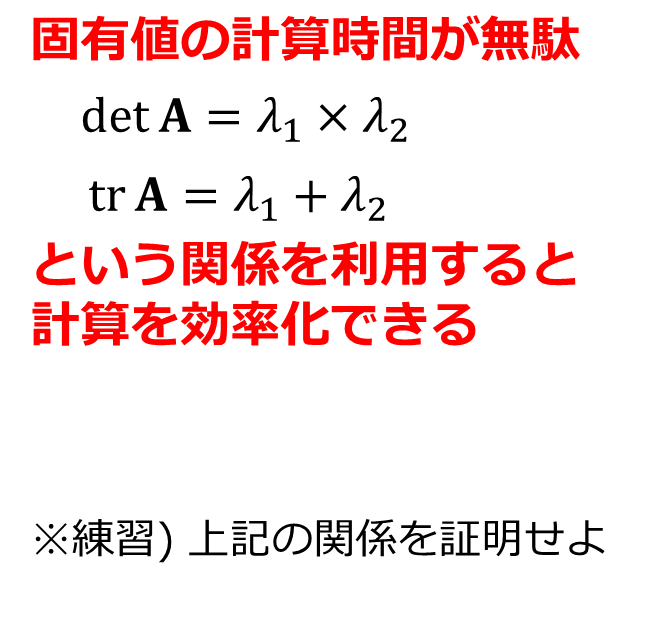 固有値の計算時間が無駄
det A = λ₁ × λ₂
tr A = λ₁ + λ₂
という関係を利用すると
計算を効率化できる
※練習) 上記の関係を証明せよ